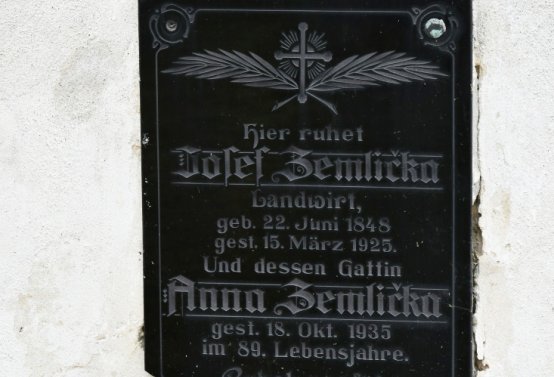 Hier ruhet
Josef Zemlička
Landwirt,
geb. 22. Juni 1848
gest. 15. März 1925.
Und dessen Gattin
Anna Zemlička
gest. 18. Okt. 1935
im 89. Lebensjahre.